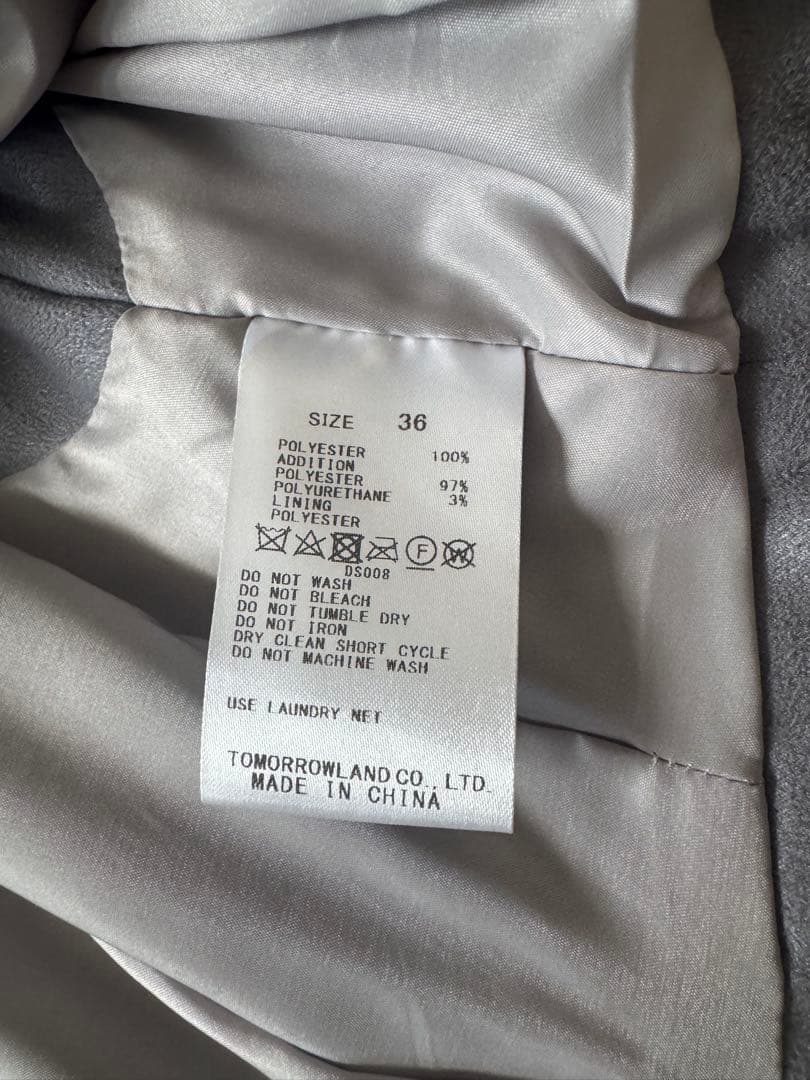 SIZE 36
POLYESTER 100%
ADDITION
POLYESTER 97%
POLYURETHANE 3%
LINING
POLYESTER
F W
DS008
DO NOT WASH
DO NOT BLEACH
DO NOT TUMBLE DRY
DO NOT IRON
DRY CLEAN SHORT CYCLE
DO NOT MACHINE WASH
USE LAUNDRY NET
TOMORROWLAND CO., LTD.
MADE IN CHINA